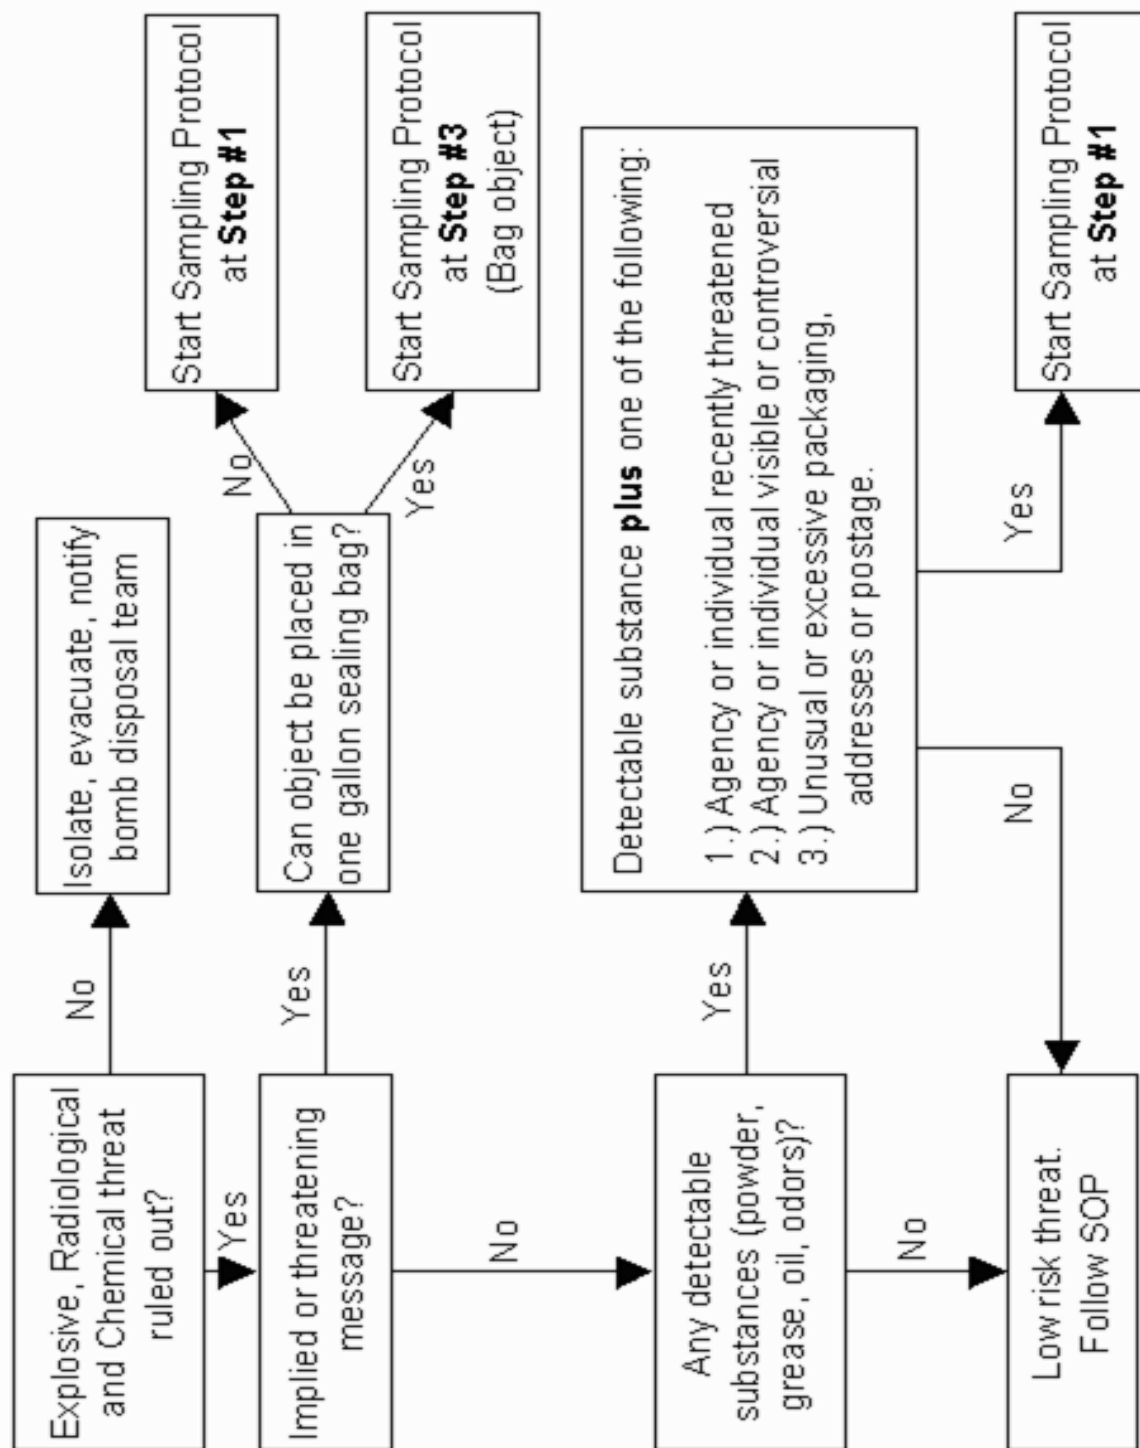 Explosive, Radiological
and Chemical threat
ruled out?
No
Isolate, evacuate, notify
bomb disposal team
Yes
Implied or threatening
message?
Yes
Can object be placed in
one gallon sealing bag?
No
Start Sampling Protocol
at Step #1
Yes
Start Sampling Protocol
at Step #3
(Bag object)
No
Any detectable
substances (powder,
grease, oil, odors)?
Yes
Detectable substance plus one of the following:
1.) Agency or individual recently threatened
2.) Agency or individual visible or controversial
3.) Unusual or excessive packaging,
addresses or postage.
Yes
Start Sampling Protocol
at Step #1
No
No
Low risk threat.
Follow SOP